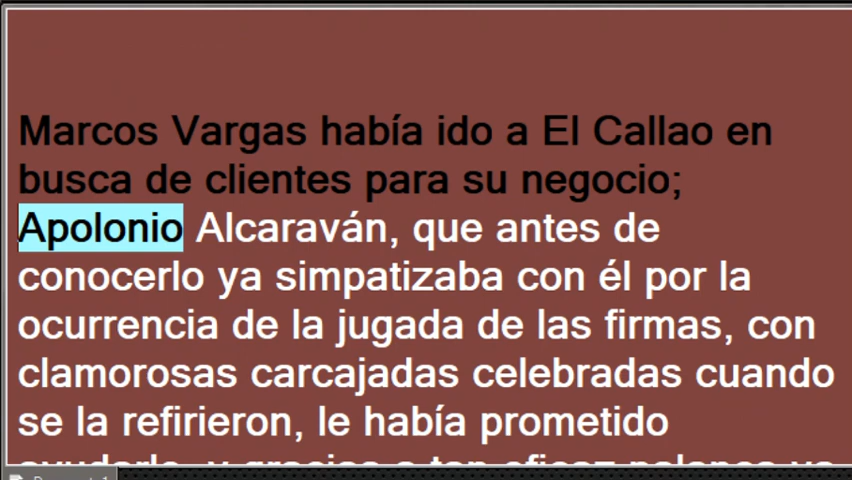 Marcos Vargas había ido a El Callao en
busca de clientes para su negocio;
Apolonio Alcaraván, que antes de
conocerlo ya simpatizaba con él por la
ocurrencia de la jugada de las firmas, con
clamorosas carcajadas celebradas cuando
se la refirieron, le había prometido